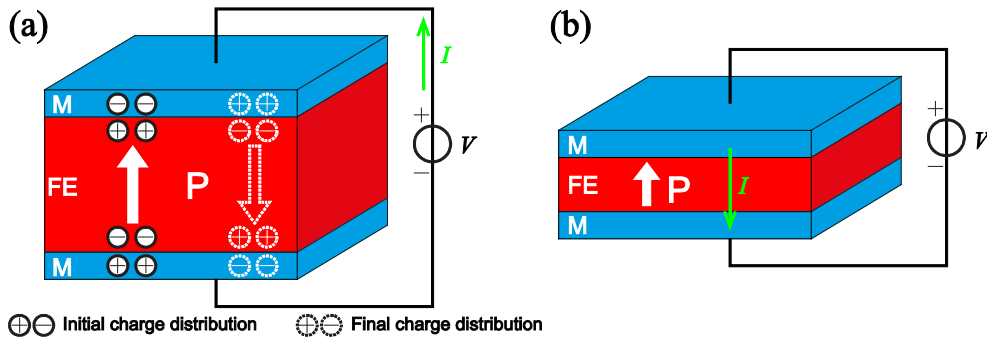 (a)
I
M
+
V
FE
P
−
M
Initial charge distribution
Final charge distribution
(b)
+
M
V
FE
P
I
−
M